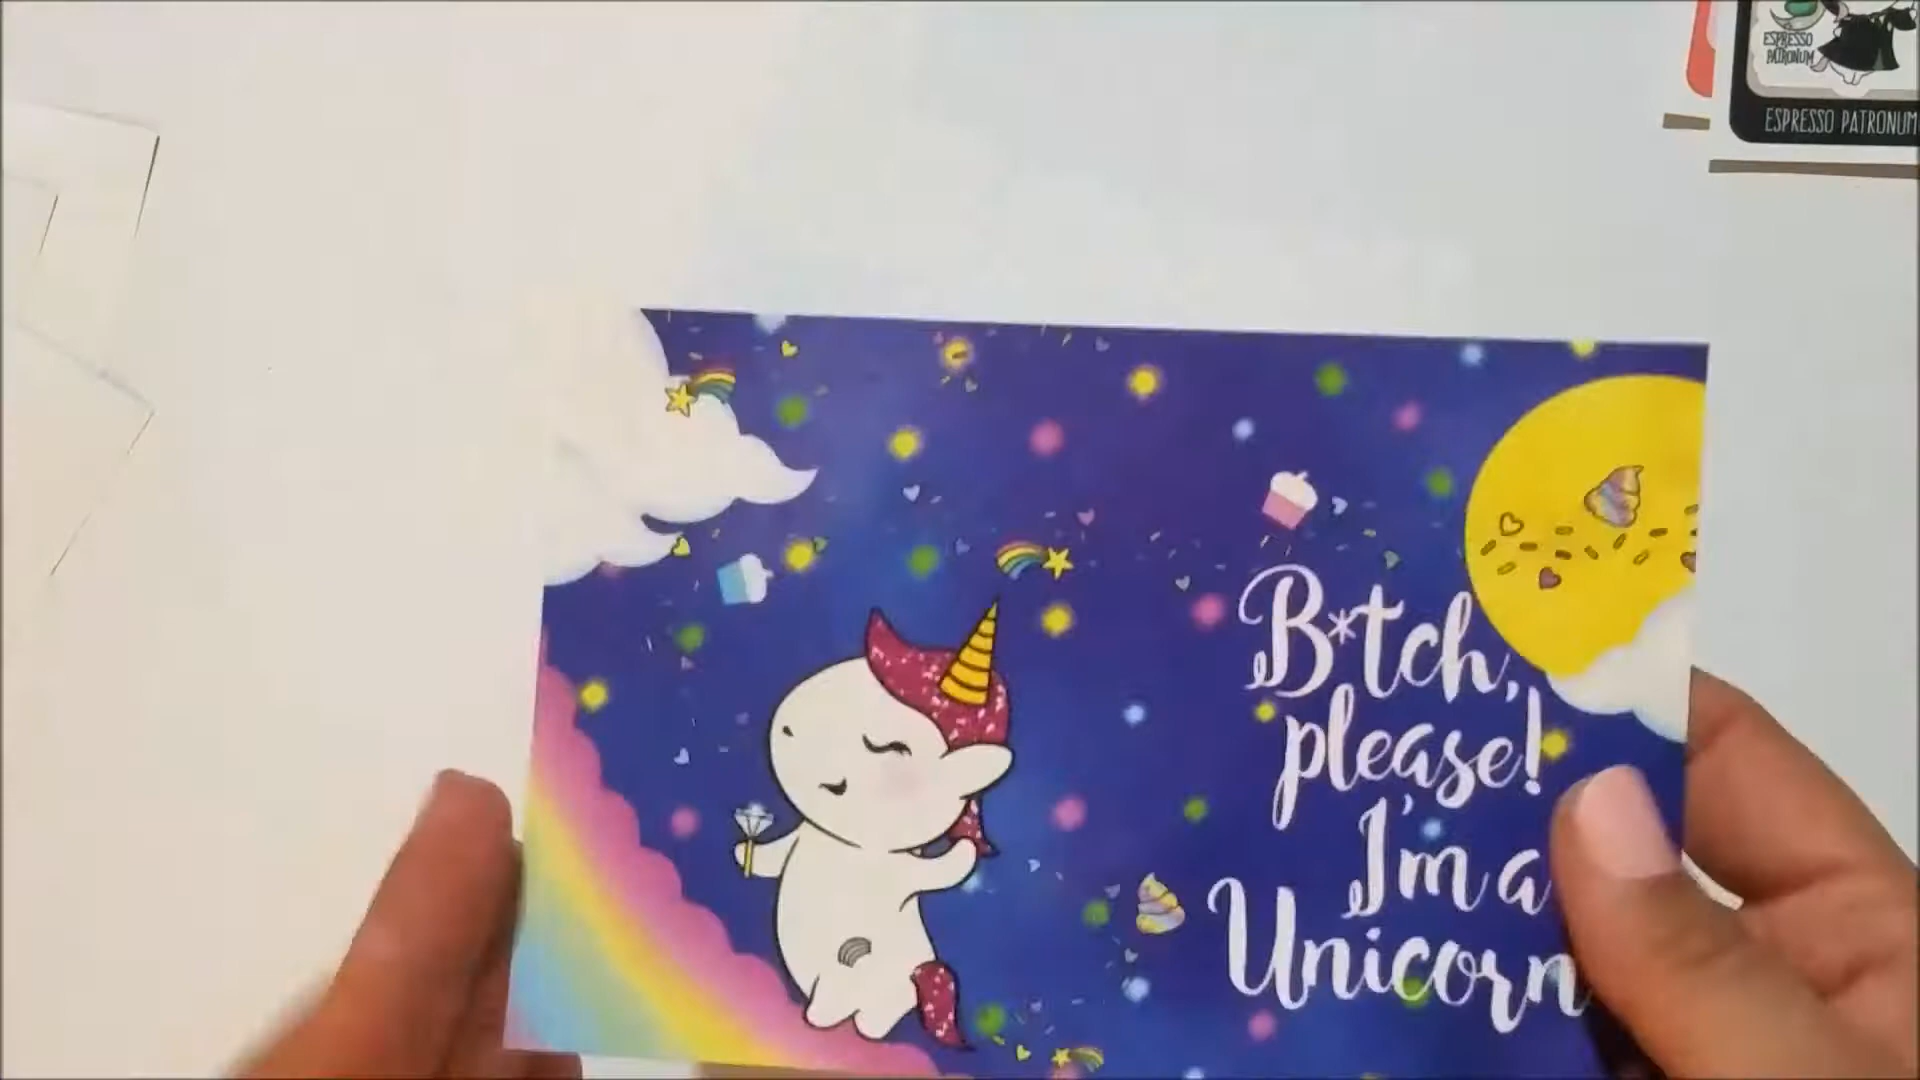 ESPRESSO
PATRONUM
ESPRESSO PATRONUM
B*tch,
please!
I'm a
Unicorn